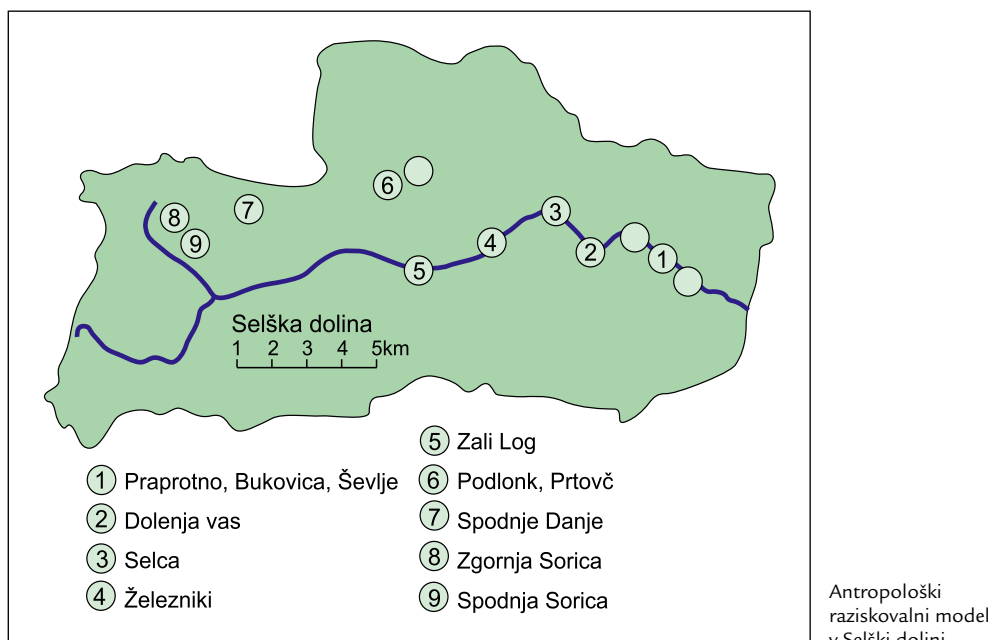 6
3
8
7
4
2
1
9
5
Selška dolina
1 2 3 4 5km
1 Praprotno, Bukovica, Ševlje
2 Dolenja vas
3 Selca
4 Železniki
5 Zali Log
6 Podlonk, Prtovč
7 Spodnje Danje
8 Zgornja Sorica
9 Spodnja Sorica
Antropološki
raziskovalni model
v Selški dolini